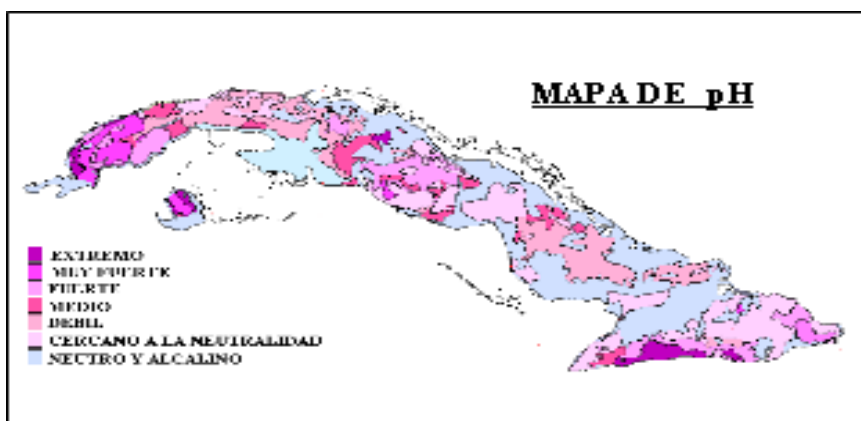 MAPA DE pH
EXTREMO
MUY FUERTE
FUERTE
MEDIO
DEBIL
CERCANO A LA NEUTRALIDAD
NEUTRO Y ALCALINO